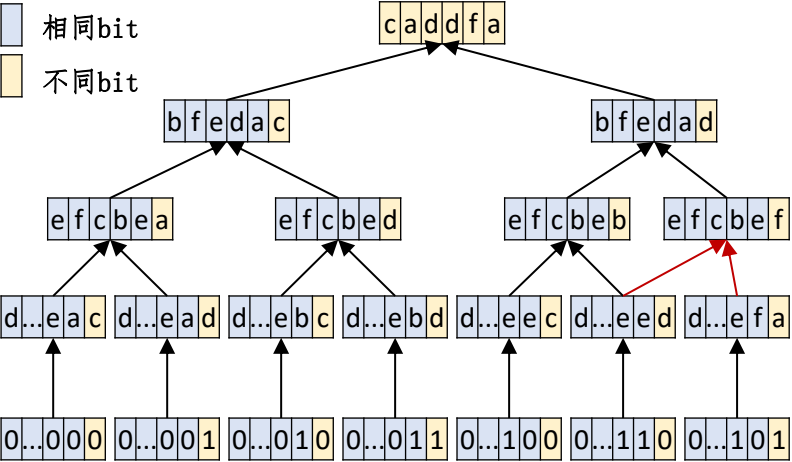 caddfa
相同bit
不同bit
bfedac bfedad
efcbea efcbed efcbeb efcbef
d...eac d...ead d...ebc d...ebd d...eec d...eed d...efa
0...000 0...001 0...010 0...011 0...100 0...110 0...101